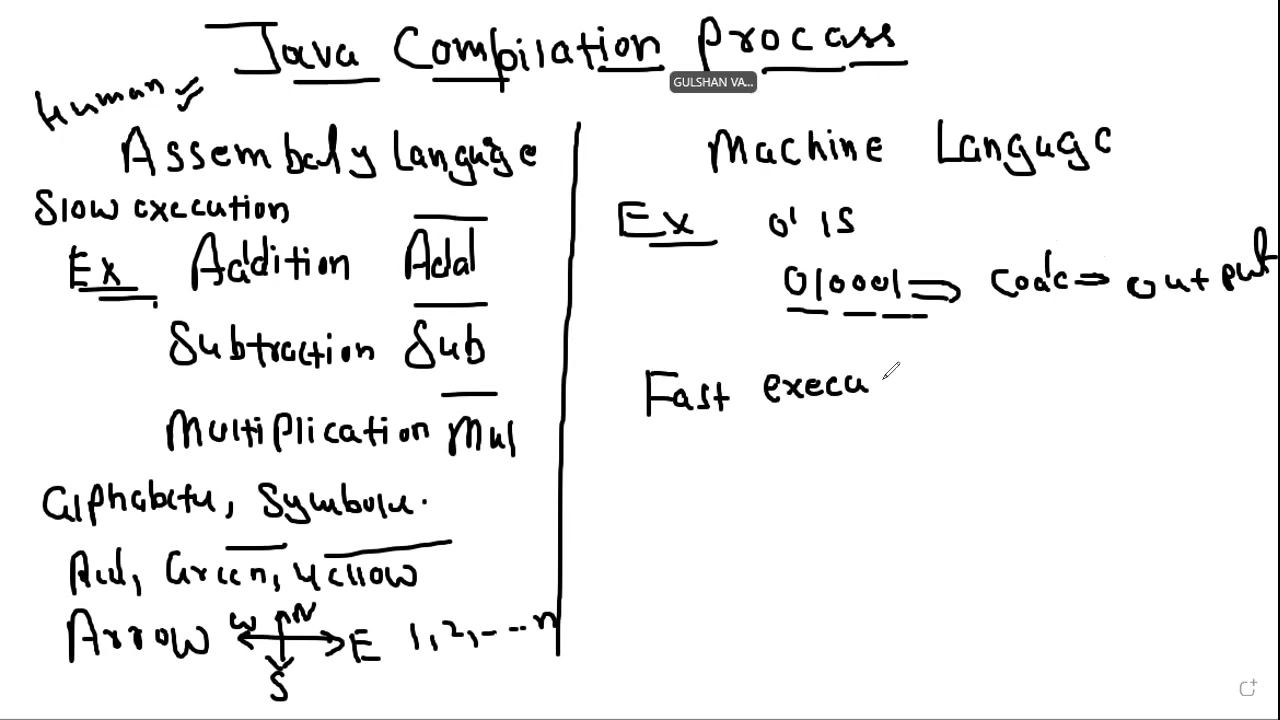 Java Compilation Procass
GULSHAN VA...
Human
Assembaly Languge
Slow execution
Ex Addition Add
Subtraction Sub
Multiplication Mul
Alphabets, Symbols.
Red, Green, Yellow
Arrow W N E S 1, 2, ... n
Machine Languge
Ex 0' 1S
010001 ⇒ Code ⇒ output
Fast execu